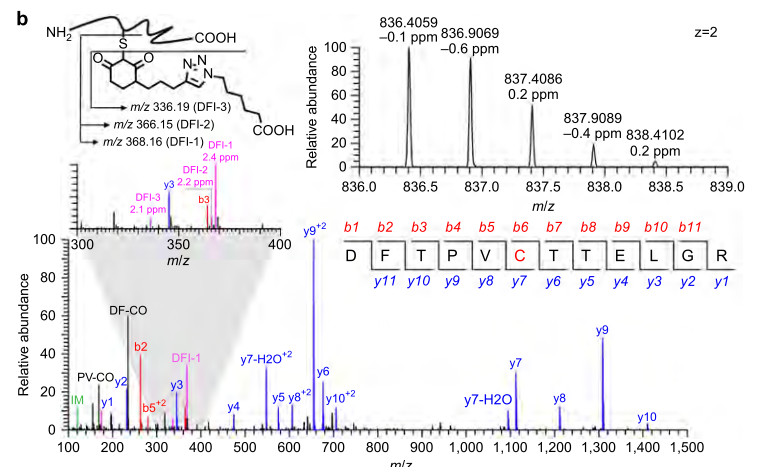 b
NH2
COOH
S
O
O
N=N
N
COOH
m/z 336.19 (DFI-3)
m/z 366.15 (DFI-2)
m/z 368.16 (DFI-1)
Relative abundance
100
80
60
40
20
0
836.4059
–0.1 ppm
836.9069
–0.6 ppm
837.4086
0.2 ppm
837.9089
–0.4 ppm
838.4102
0.2 ppm
z=2
836.0 836.5 837.0 837.5 838.0 838.5 839.0
m/z
DFI-1
2.4 ppm
DFI-2
2.2 ppm
DFI-3
2.1 ppm
y3
b3
300 350 400
m/z
b1 b2 b3 b4 b5 b6 b7 b8 b9 b10 b11
D F T P V C T T E L G R
y11 y10 y9 y8 y7 y6 y5 y4 y3 y2 y1
Relative abundance
100
80
60
40
20
0
IM
PV-CO
y1
y2
DF-CO
b2
b5+2
y3
DFI-1
y4
y7-H2O+2
y5
y8+2
y9+2
y6
y10+2
y7-H2O
y7
y8
y9
y10
100 200 300 400 500 600 700 800 900 1,000 1,100 1,200 1,300 1,400 1,500
m/z